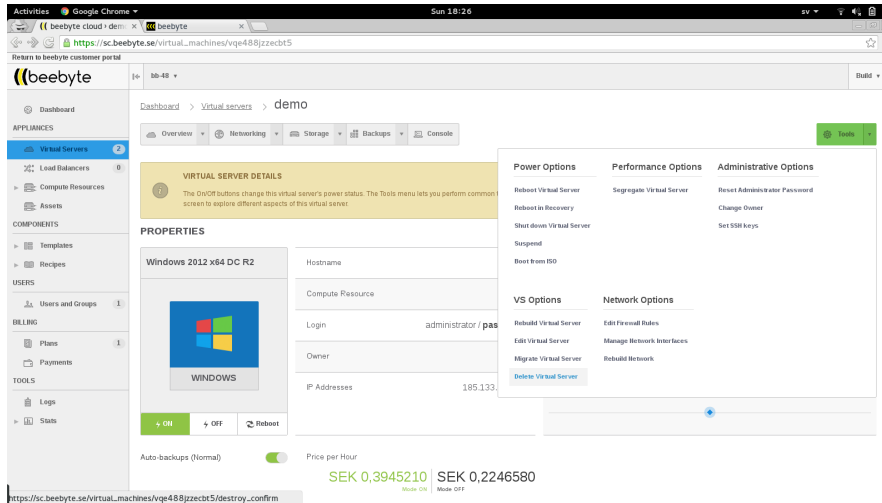 Activities Google Chrome Sun 18:26 sv
beebyte cloud › dem beebyte
https://sc.beebyte.se/virtual_machines/vqe488jzzecbt5
Return to beebyte customer portal
beebyte bb-48 Build
Dashboard
APPLIANCES
Virtual Servers 2
Load Balancers 0
Compute Resources
Assets
COMPONENTS
Templates
Recipes
USERS
Users and Groups 1
BILLING
Plans 1
Payments
TOOLS
Logs
Stats
Dashboard > Virtual servers > demo
Overview Networking Storage Backups Console Tools
VIRTUAL SERVER DETAILS
The On/Off buttons change this virtual server's power status. The Tools menu lets you perform common
screen to explore different aspects of this virtual server.
PROPERTIES
Windows 2012 x64 DC R2
WINDOWS
ON OFF Reboot
Hostname
Compute Resource
Login administrator / pas
Owner
IP Addresses 185.133.
Auto-backups (Normal)
Price per Hour
SEK 0,3945210 SEK 0,2246580
Mode ON Mode OFF
Power Options
Reboot Virtual Server
Reboot in Recovery
Shut down Virtual Server
Suspend
Boot from ISO
Performance Options
Segregate Virtual Server
Administrative Options
Reset Administrator Password
Change Owner
Set SSH keys
VS Options
Rebuild Virtual Server
Edit Virtual Server
Migrate Virtual Server
Delete Virtual Server
Network Options
Edit Firewall Rules
Manage Network Interfaces
Rebuild Network
https://sc.beebyte.se/virtual_machines/vqe488jzzecbt5/destroy_confirm